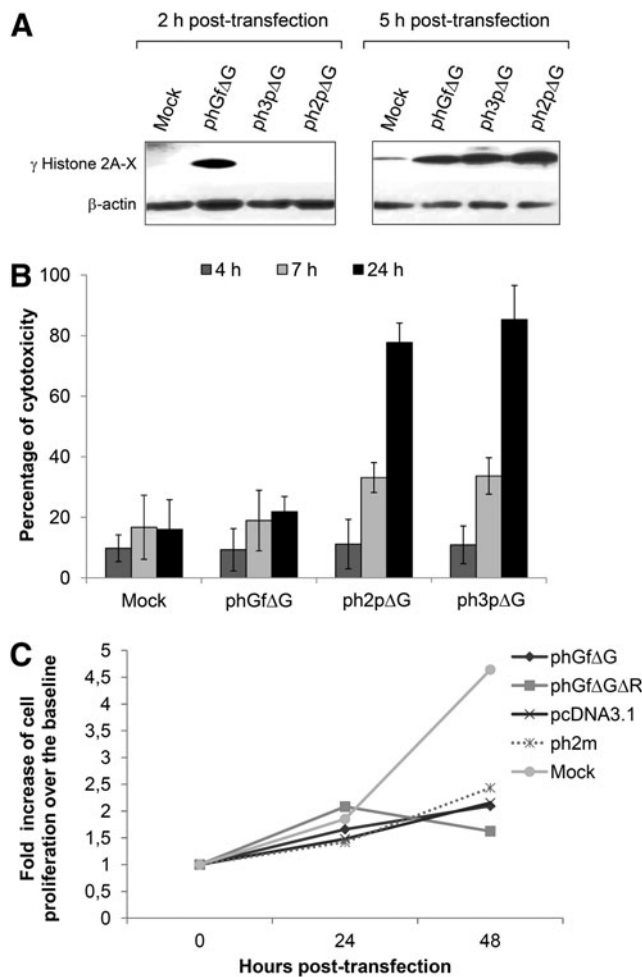 A
2 h post-transfection
5 h post-transfection
Mock
phGfΔG
ph3pΔG
ph2pΔG
Mock
phGfΔG
ph3pΔG
ph2pΔG
γ Histone 2A-X
β-actin
B
4 h
7 h
24 h
Percentage of cytotoxicity
100
80
60
40
20
0
Mock
phGfΔG
ph2pΔG
ph3pΔG
C
Fold increase of cell
proliferation over the baseline
5
4,5
4
3,5
3
2,5
2
1,5
1
0,5
0
0
24
48
Hours post-transfection
phGfΔG
phGfΔGΔR
pcDNA3.1
ph2m
Mock